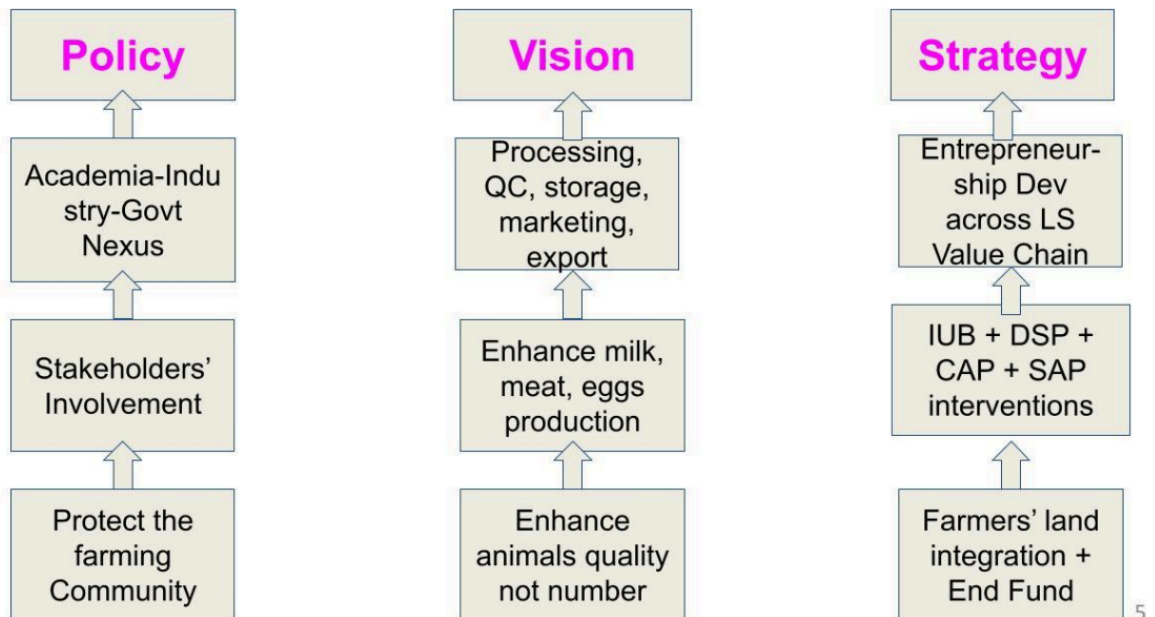 Policy
Academia-Indu
stry-Govt
Nexus
Stakeholders’
Involvement
Protect the
farming
Community
Vision
Processing,
QC, storage,
marketing,
export
Enhance milk,
meat, eggs
production
Enhance
animals quality
not number
Strategy
Entrepreneur-
ship Dev
across LS
Value Chain
IUB + DSP +
CAP + SAP
interventions
Farmers’ land
integration +
End Fund
5